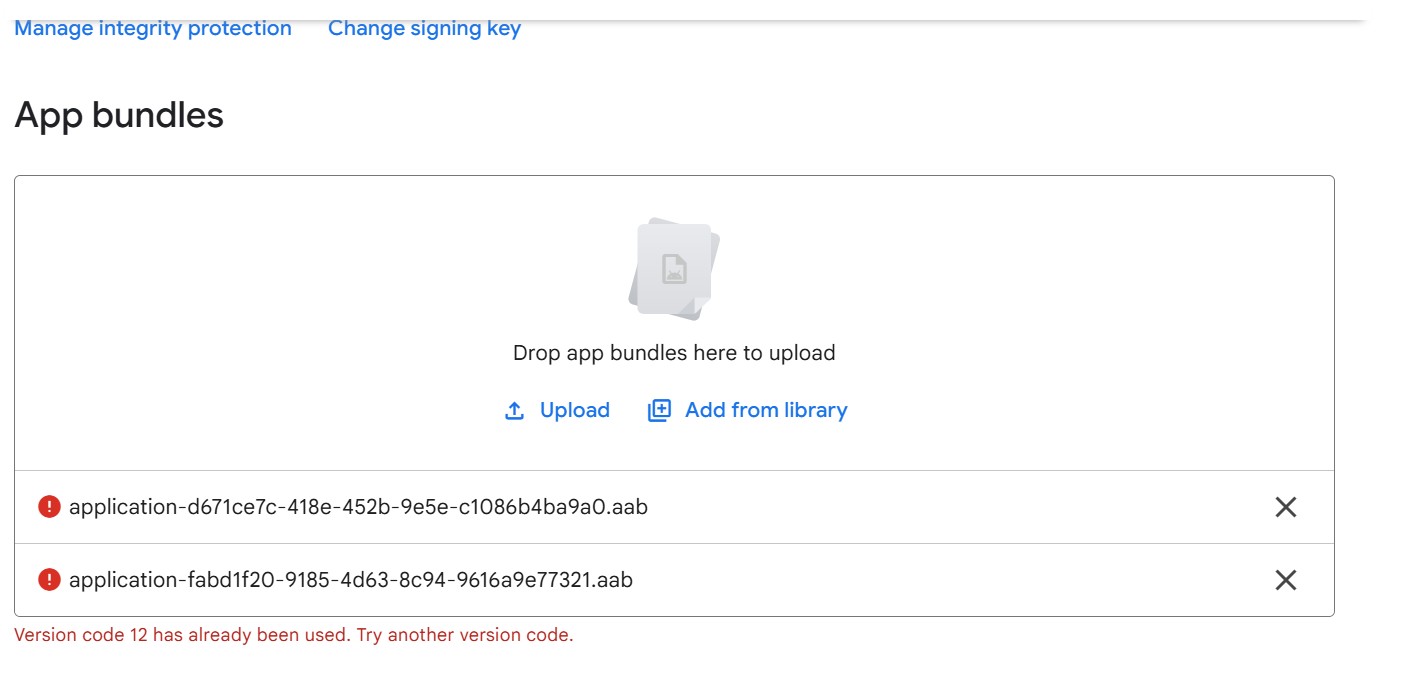 Manage integrity protection Change signing key
App bundles
Drop app bundles here to upload
Upload Add from library
application-d671ce7c-418e-452b-9e5e-c1086b4ba9a0.aab
application-fabd1f20-9185-4d63-8c94-9616a9e77321.aab
Version code 12 has already been used. Try another version code.